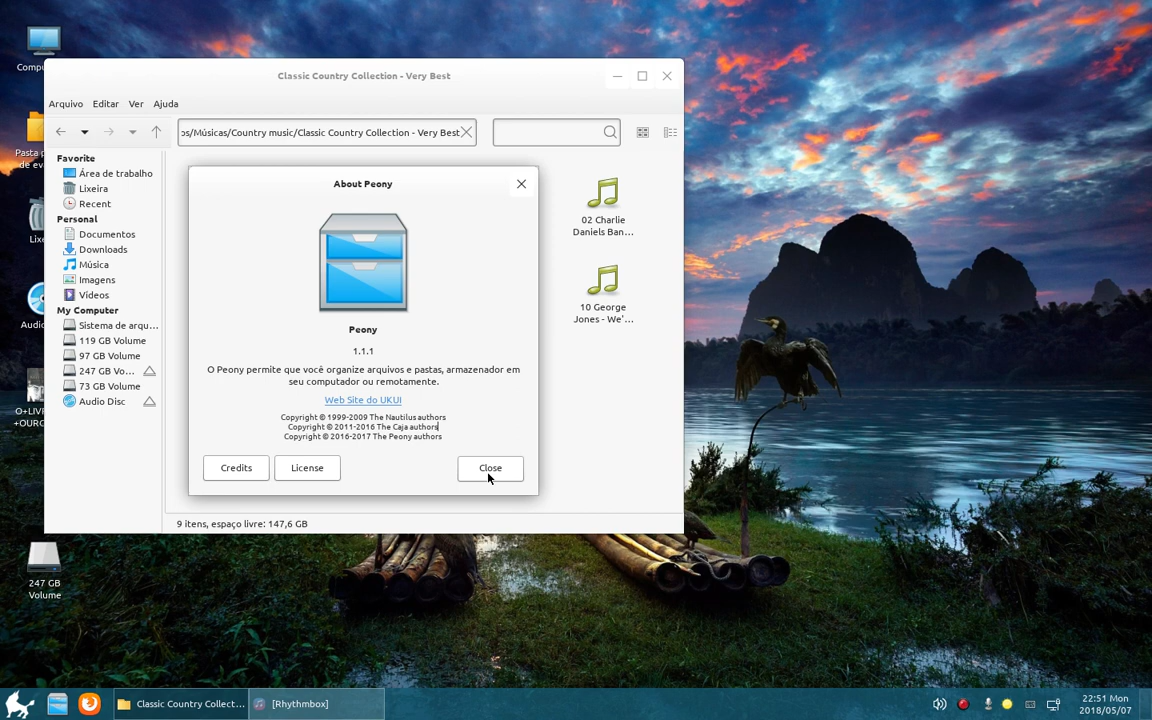 Compu
Pasta p
de ev
Lixe
Audio
O+LIV
+OURO
247 GB
Volume
Classic Country Collection - Very Best
Arquivo Editar Ver Ajuda
os/Músicas/Country music/Classic Country Collection - Very Best
Favorite
Área de trabalho
Lixeira
Recent
Personal
Documentos
Downloads
Música
Imagens
Vídeos
My Computer
Sistema de arqu...
119 GB Volume
97 GB Volume
247 GB Vo...
73 GB Volume
Audio Disc
02 Charlie
Daniels Ban...
10 George
Jones - We'...
9 itens, espaço livre: 147,6 GB
About Peony
Peony
1.1.1
O Peony permite que você organize arquivos e pastas, armazenador em
seu computador ou remotamente.
Web Site do UKUI
Copyright © 1999-2009 The Nautilus authors
Copyright © 2011-2016 The Caja authors
Copyright © 2016-2017 The Peony authors
Credits License Close
Classic Country Collect... [Rhythmbox]
22:51 Mon
2018/05/07